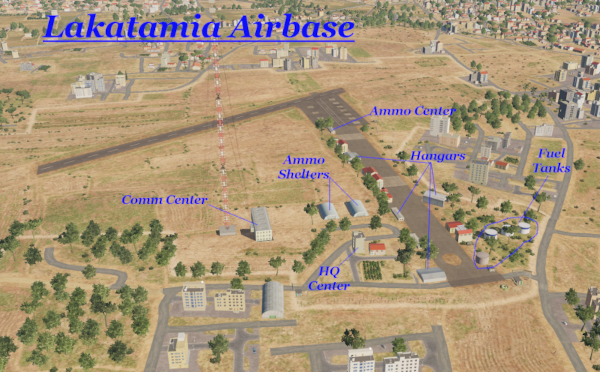 Lakatamia Airbase
Ammo Center
Ammo
Shelters
Hangars
Fuel
Tanks
Comm Center
HQ
Center